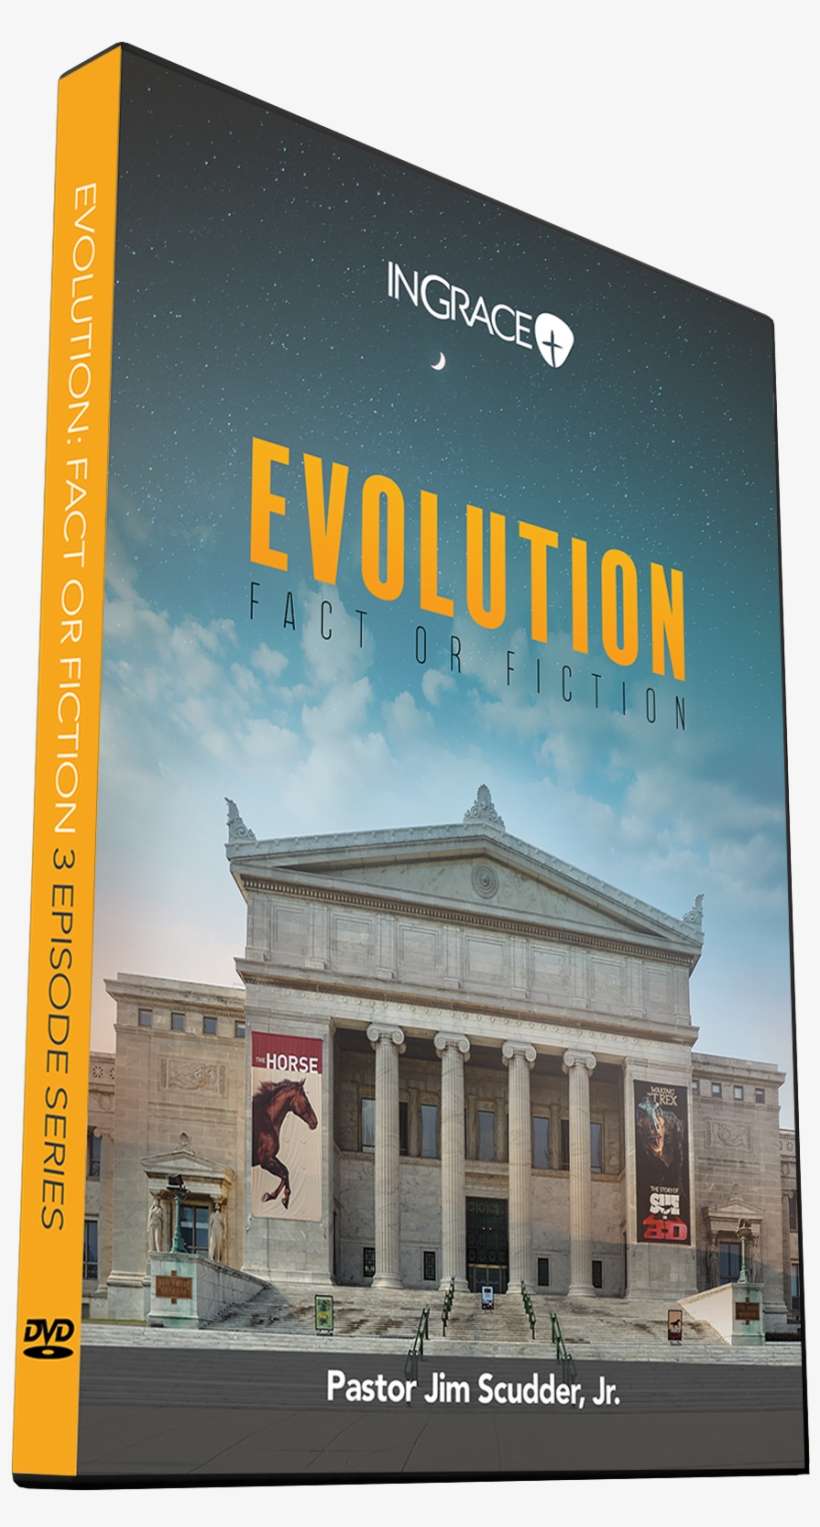 EVOLUTION: FACT OR FICTION 3 EPISODE SERIES
DVD
INGRACE
EVOLUTION
FACT OR FICTION
THE HORSE
WAKING
THE T.REX
THE STORY OF
SUE
3D
Pastor Jim Scudder, Jr.